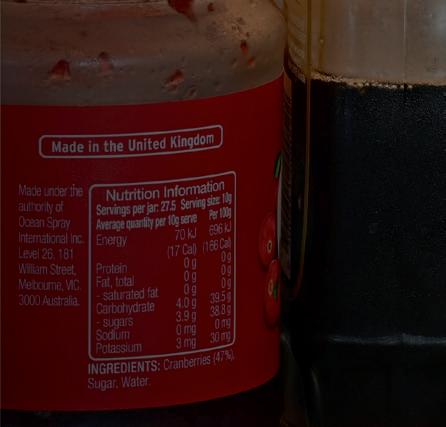 Made in the United Kingdom
Made under the
authority of
Ocean Spray
International Inc.
Level 26, 181
William Street,
Melbourne, VIC.
3000 Australia.
Nutrition Information
Servings per jar: 27.5 Serving size: 10g
Average quantity per 10g serve Per 100g
Energy 70 kJ 696 kJ
(17 Cal) (166 Cal)
Protein 0 g 0 g
Fat, total 0 g 0 g
- saturated fat 0 g 0 g
Carbohydrate 4.0 g 39.5 g
- sugars 3.9 g 38.8 g
Sodium 0 mg 0 mg
Potassium 3 mg 30 mg
INGREDIENTS: Cranberries (47%),
Sugar, Water.